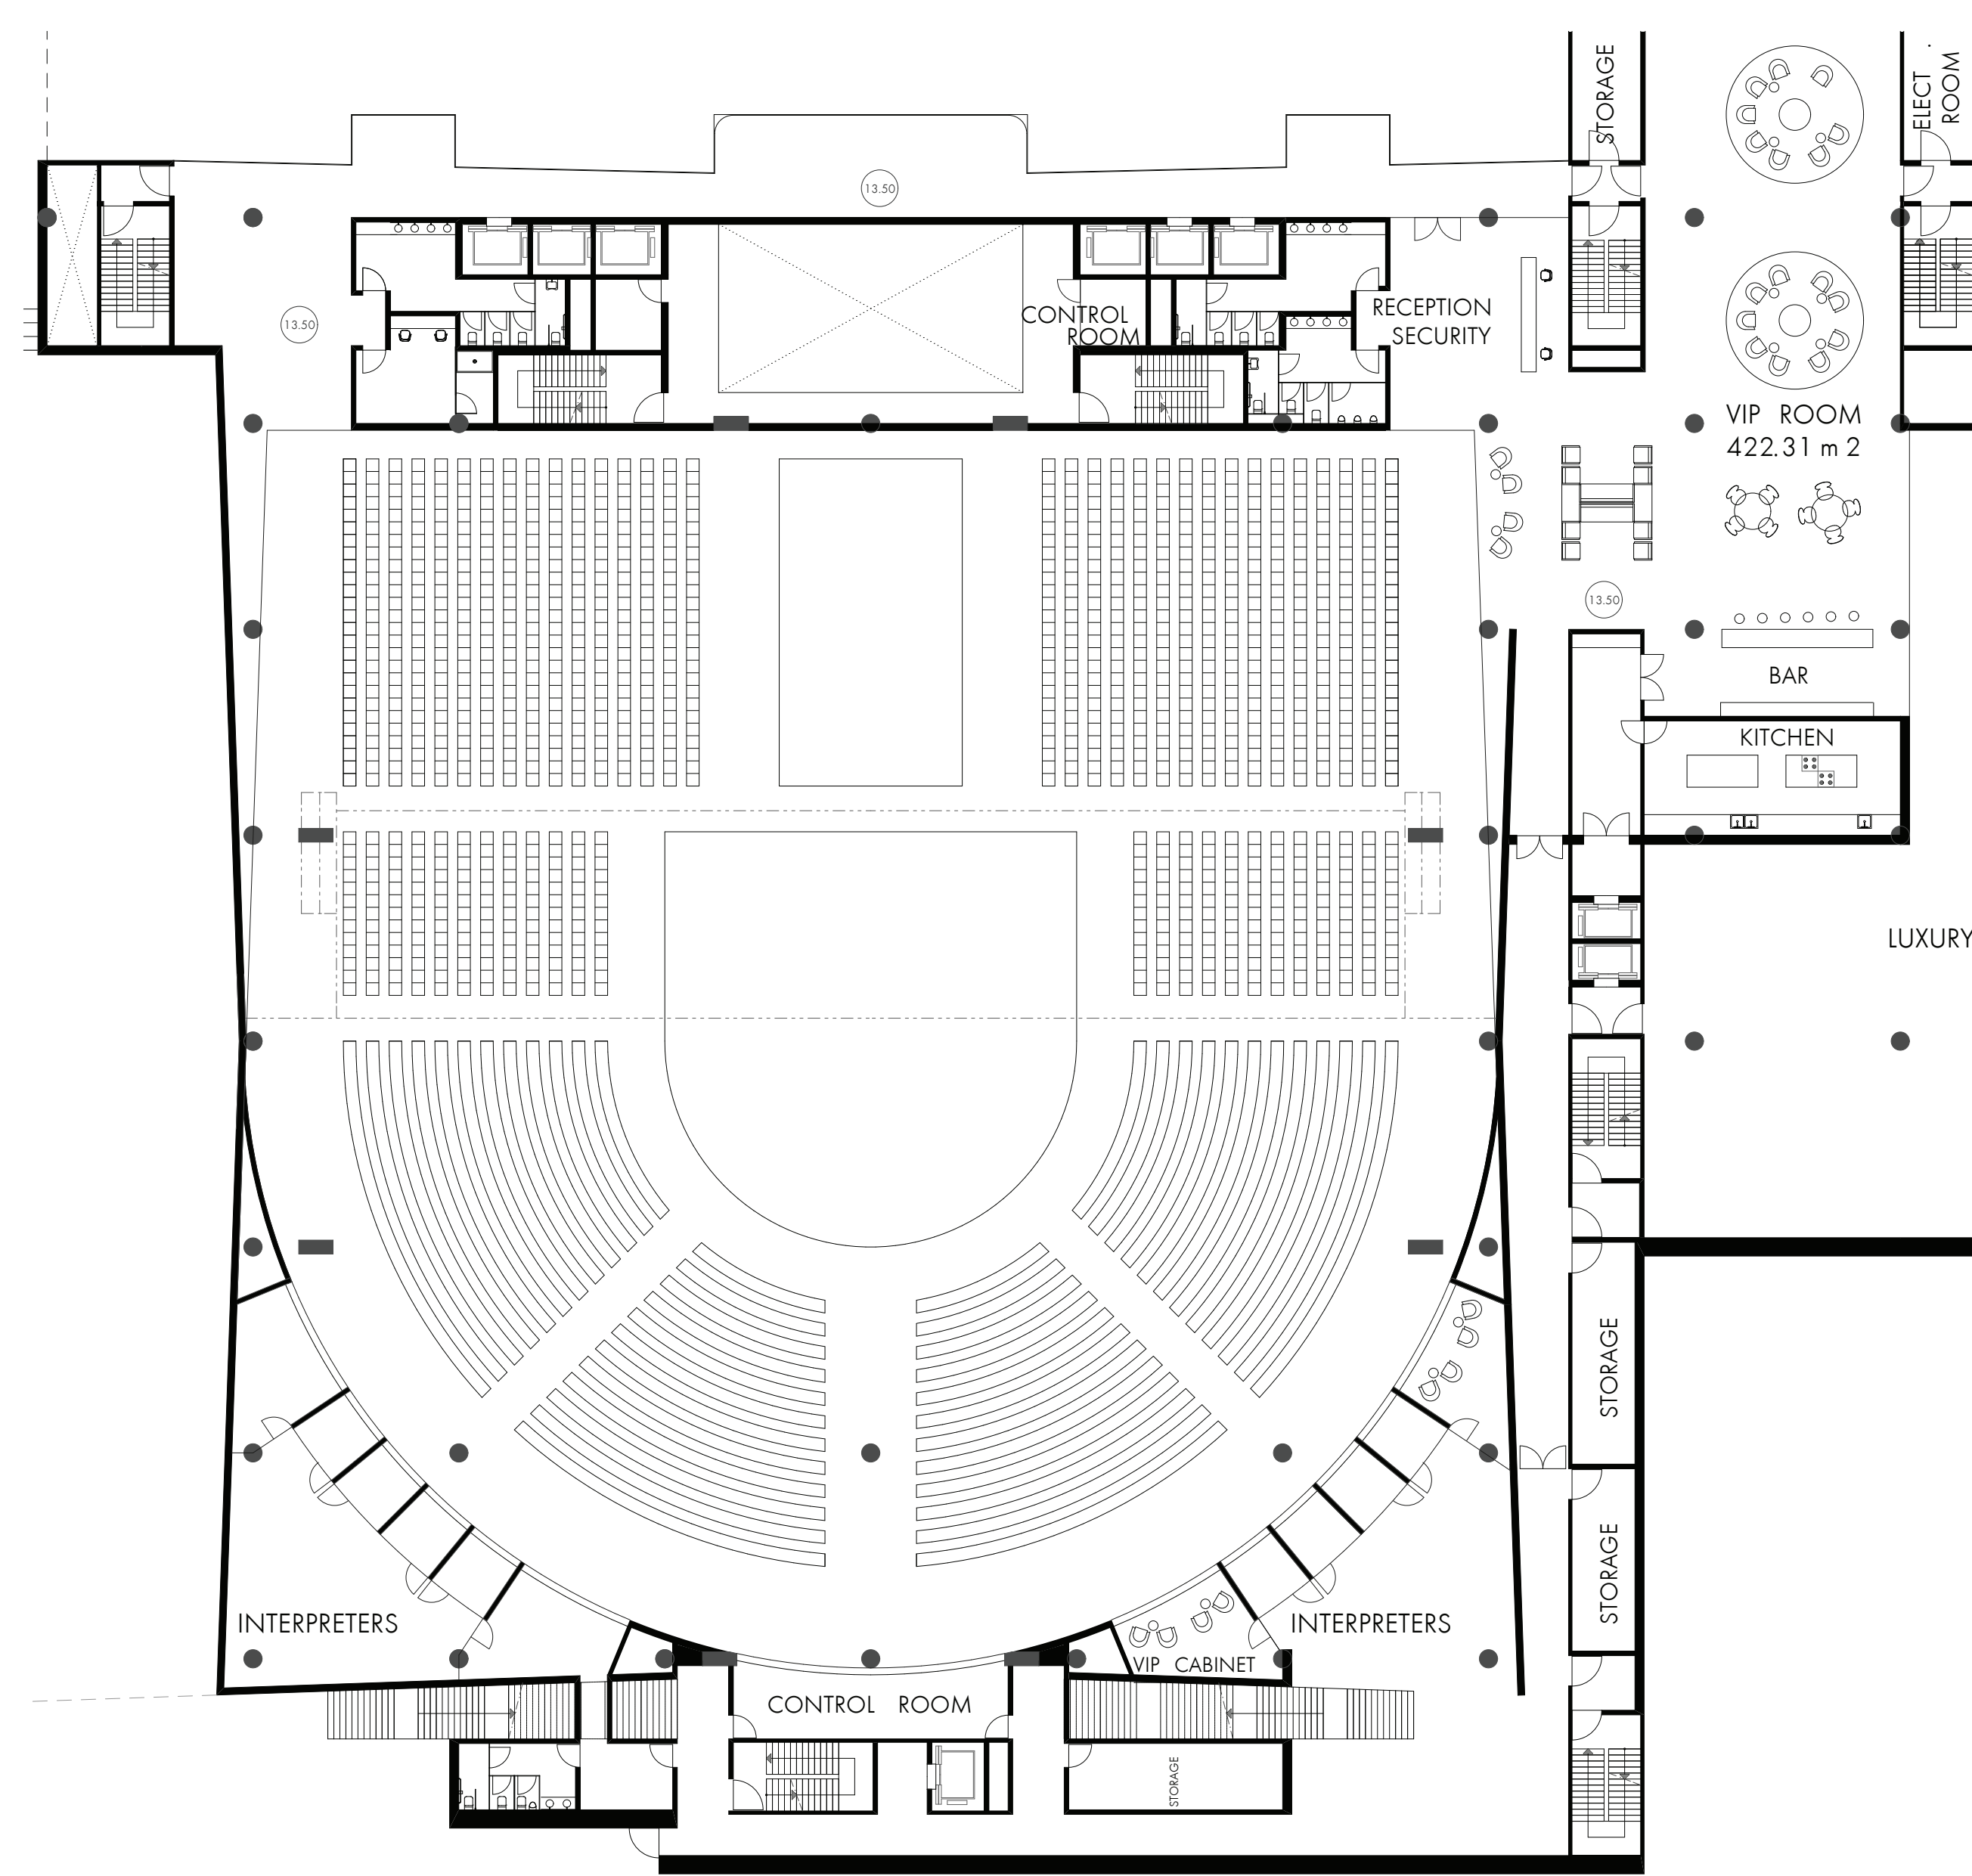 STORAGE
ELECT.
ROOM
13.50
13.50
CONTROL
ROOM
RECEPTION
SECURITY
VIP ROOM
422.31 m 2
13.50
BAR
KITCHEN
LUXURY
STORAGE
STORAGE
INTERPRETERS
INTERPRETERS
VIP CABINET
CONTROL ROOM
STORAGE